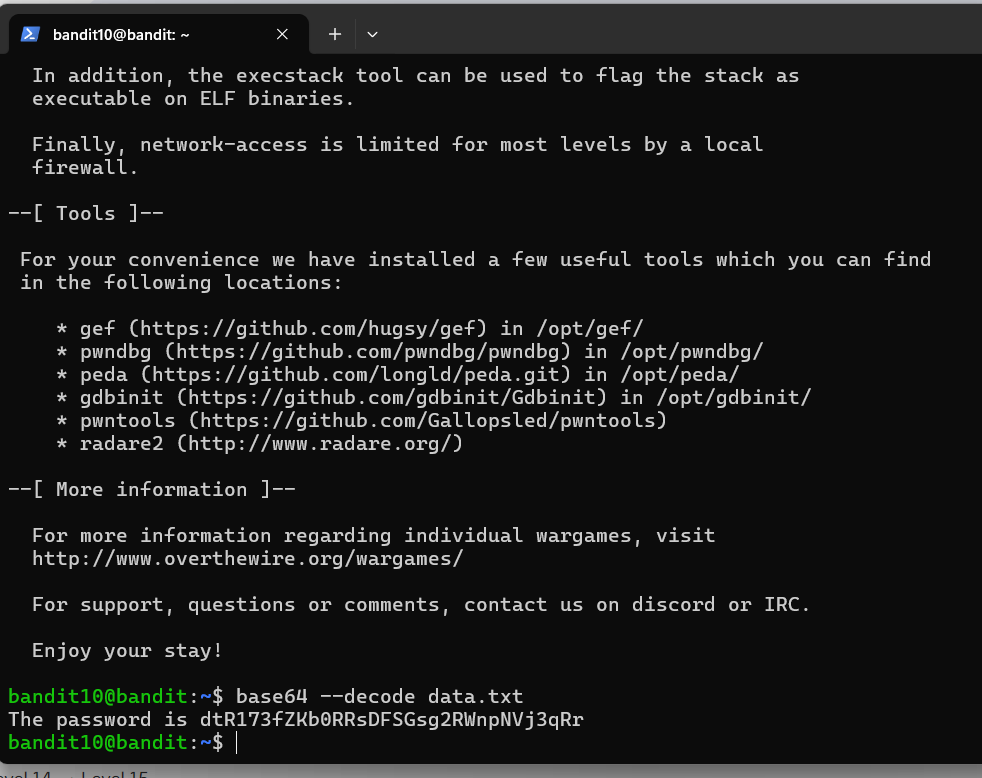 bandit10@bandit: ~
In addition, the execstack tool can be used to flag the stack as
executable on ELF binaries.
Finally, network-access is limited for most levels by a local
firewall.
--[ Tools ]--
For your convenience we have installed a few useful tools which you can find
in the following locations:
* gef (https://github.com/hugsy/gef) in /opt/gef/
* pwndbg (https://github.com/pwndbg/pwndbg) in /opt/pwndbg/
* peda (https://github.com/longld/peda.git) in /opt/peda/
* gdbinit (https://github.com/gdbinit/Gdbinit) in /opt/gdbinit/
* pwntools (https://github.com/Gallopsled/pwntools)
* radare2 (http://www.radare.org/)
--[ More information ]--
For more information regarding individual wargames, visit
http://www.overthewire.org/wargames/
For support, questions or comments, contact us on discord or IRC.
Enjoy your stay!
bandit10@bandit:~$ base64 --decode data.txt
The password is dtR173fZKb0RRsDFSGsg2RWnpNVj3qRr
bandit10@bandit:~$